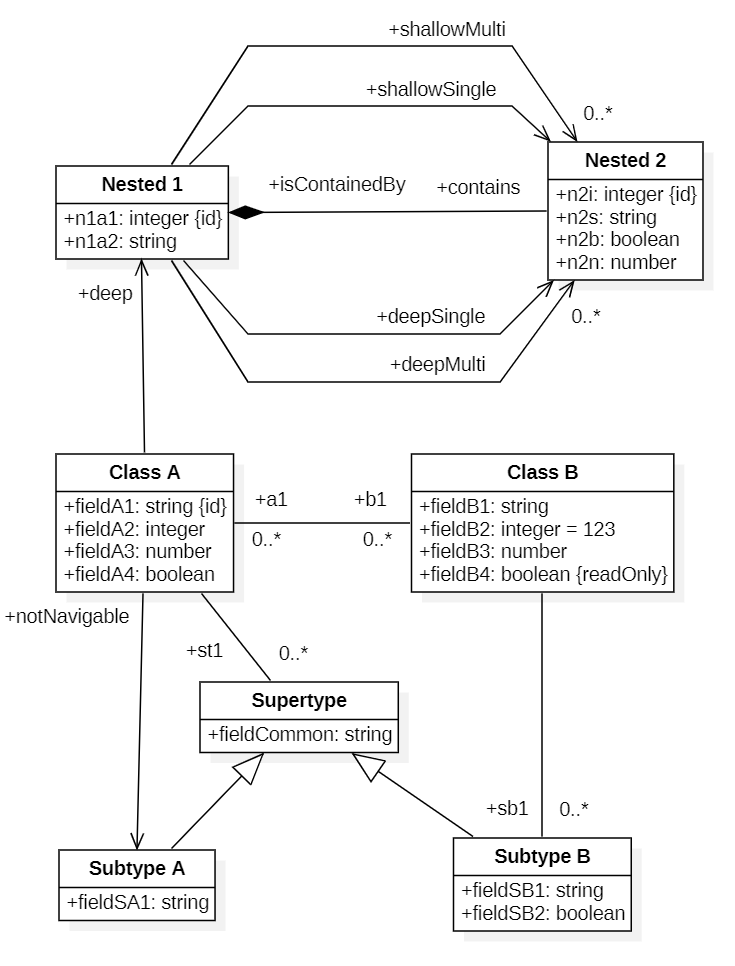 +shallowMulti
+shallowSingle
0..*
Nested 2
+n2i: integer {id}
+n2s: string
+n2b: boolean
+n2n: number
Nested 1
+n1a1: integer {id}
+n1a2: string
+isContainedBy
+contains
+deep
+deepSingle
0..*
+deepMulti
Class A
+fieldA1: string {id}
+fieldA2: integer
+fieldA3: number
+fieldA4: boolean
+a1
+b1
0..*
0..*
Class B
+fieldB1: string
+fieldB2: integer = 123
+fieldB3: number
+fieldB4: boolean {readOnly}
+notNavigable
+st1
0..*
Supertype
+fieldCommon: string
+sb1
0..*
Subtype A
+fieldSA1: string
Subtype B
+fieldSB1: string
+fieldSB2: boolean